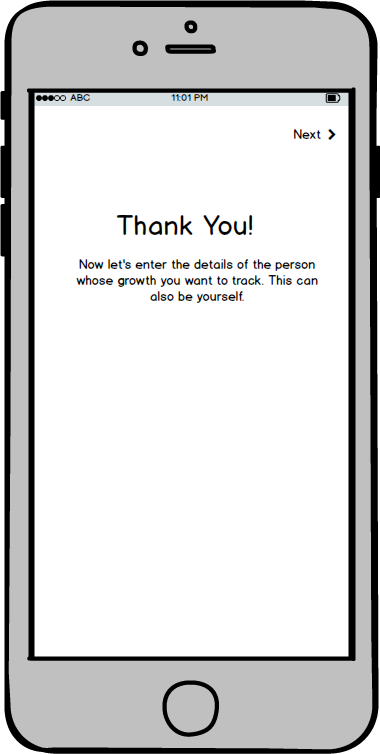 ABC 11:01 PM
Next
Thank You!
Now let's enter the details of the person
whose growth you want to track. This can
also be yourself.